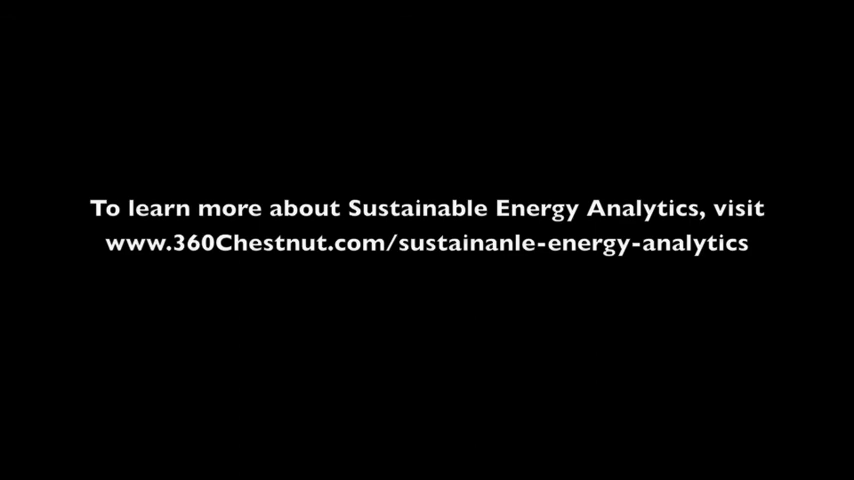 To learn more about Sustainable Energy Analytics, visit
www.360Chestnut.com/sustainanle-energy-analytics